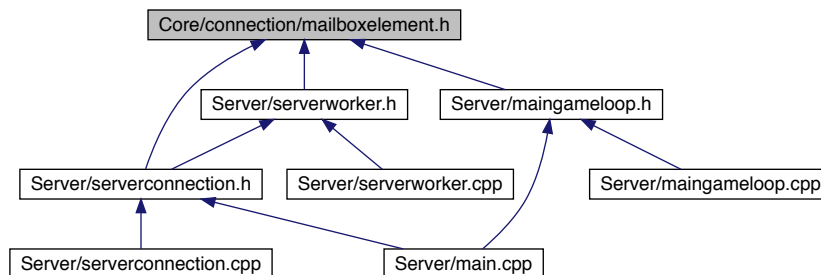 Core/connection/mailboxelement.h
Server/serverworker.h
Server/maingameloop.h
Server/serverconnection.h
Server/serverworker.cpp
Server/maingameloop.cpp
Server/serverconnection.cpp
Server/main.cpp